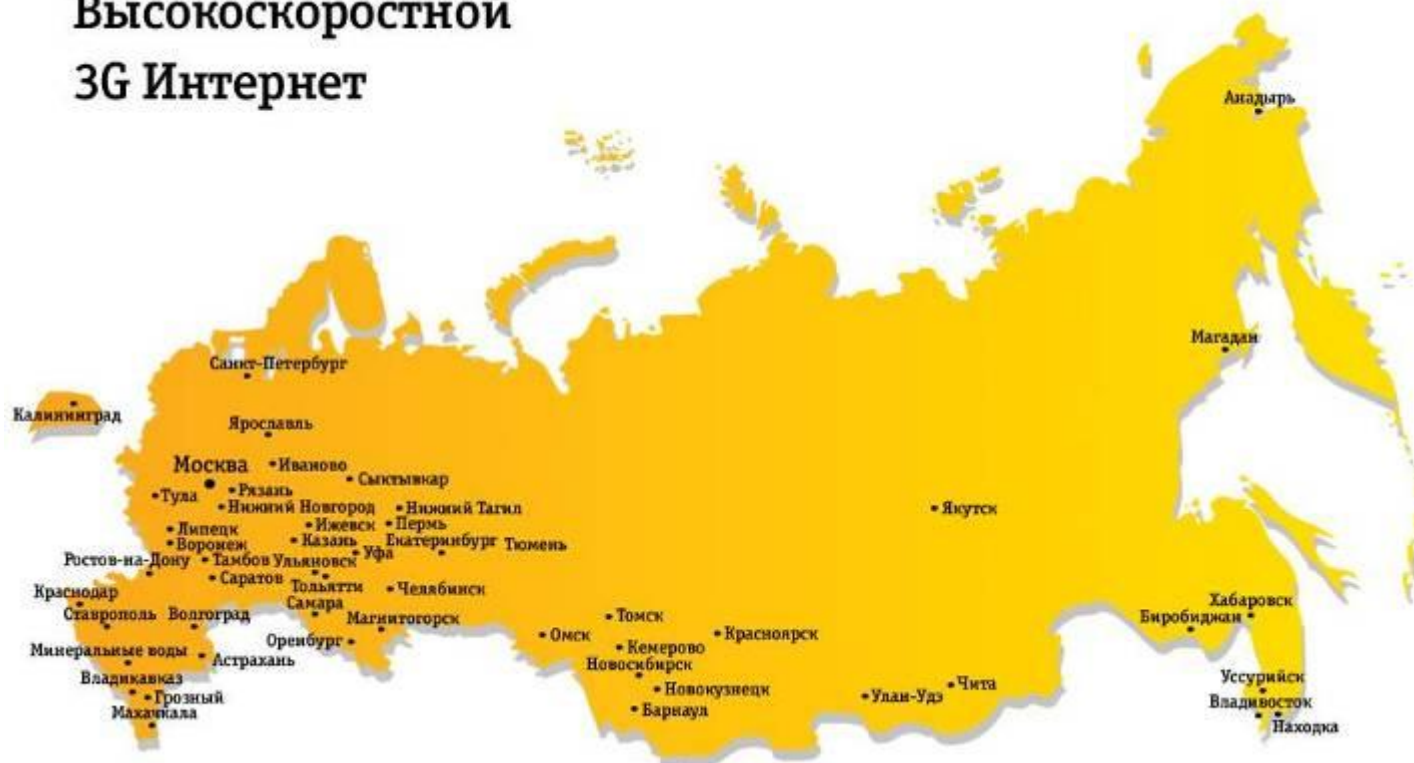 Высокоскоростной
3G Интернет
Анадырь
Магадан
Санкт-Петербург
Калининград
Ярославль
Москва
Иваново
Сыктывкар
Тула
Рязань
Нижний Новгород
Нижний Тагил
Якутск
Липецк
Ижевск
Пермь
Воронеж
Казань
Екатеринбург
Тюмень
Ростов-на-Дону
Тамбов
Ульяновск
Уфа
Саратов
Тольятти
Челябинск
Краснодар
Самара
Ставрополь
Волгоград
Магнитогорск
Томск
Хабаровск
Биробиджан
Оренбург
Омск
Красноярск
Минеральные воды
Астрахань
Кемерово
Новосибирск
Владикавказ
Грозный
Новокузнецк
Улан-Удэ
Чита
Уссурийск
Махачкала
Барнаул
Владивосток
Находка